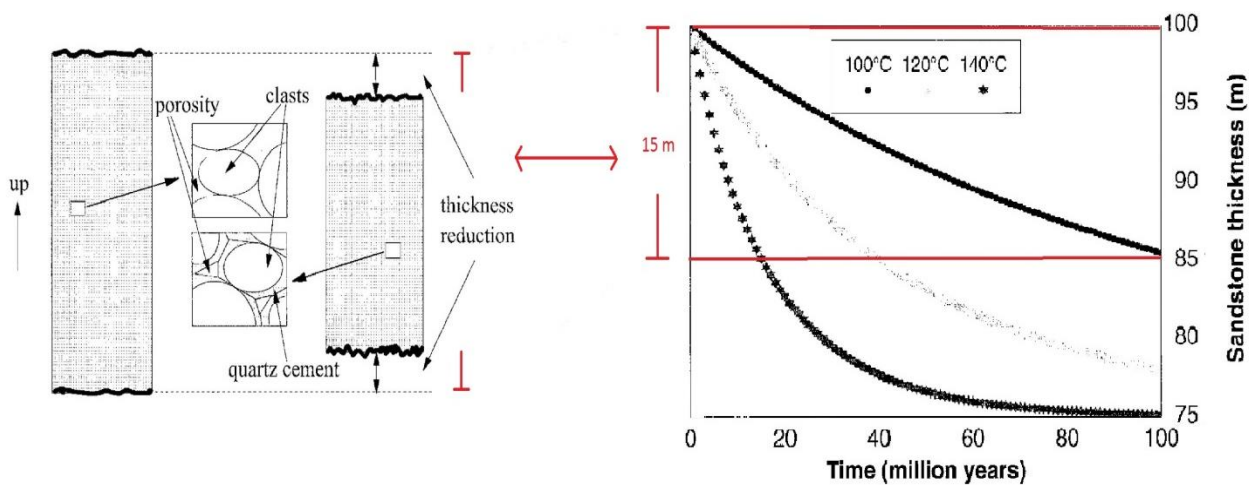 up
porosity
clasts
quartz cement
thickness
reduction
15 m
100°C 120°C 140°C
100
95
90
85
80
75
Sandstone thickness (m)
0 20 40 60 80 100
Time (million years)